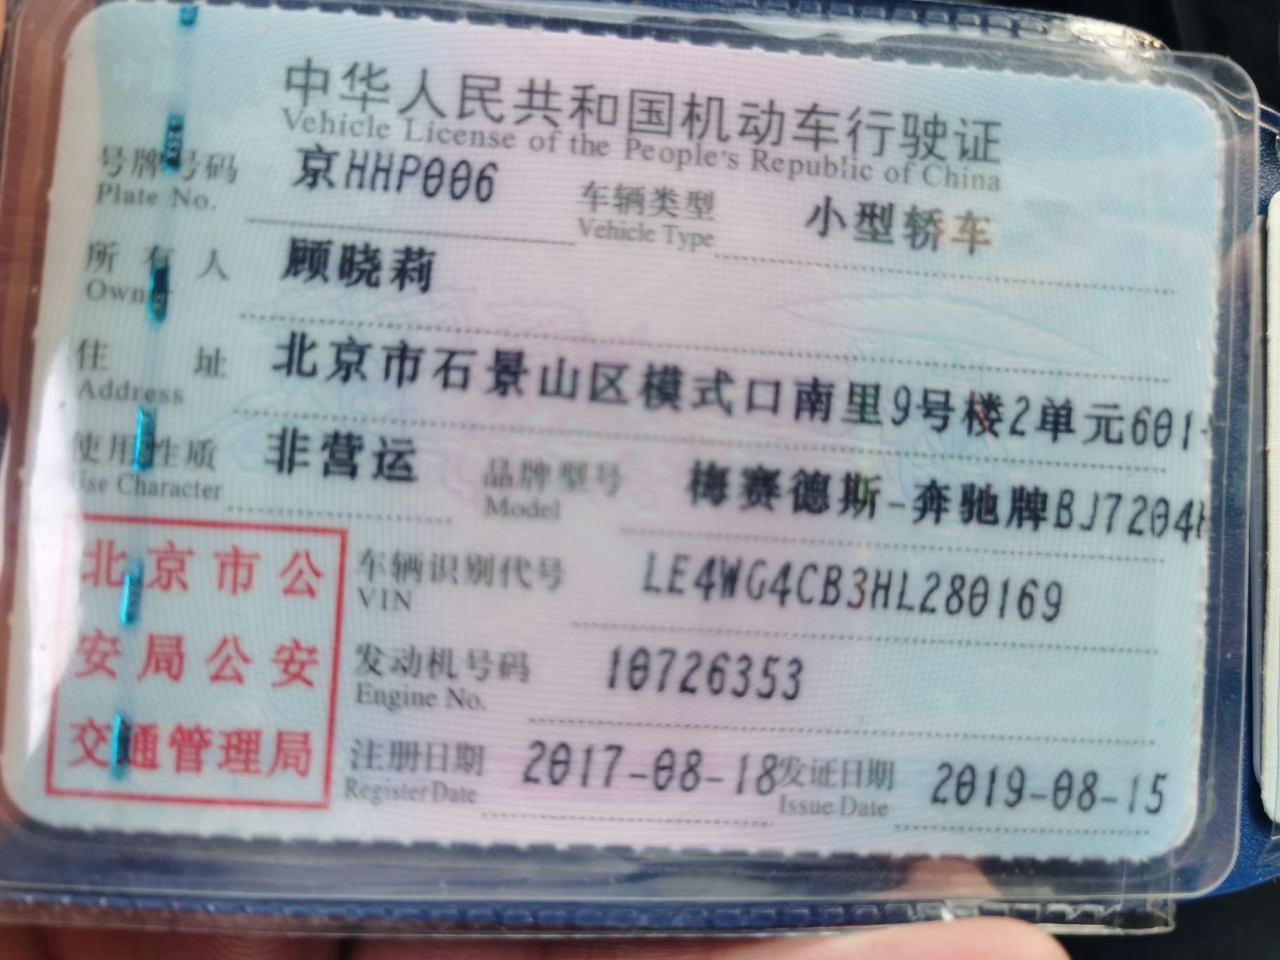 中华人民共和国机动车行驶证
Vehicle License of the People's Republic of China
号牌号码 京HHP006 车辆类型 小型轿车
Plate No. Vehicle Type
所有人 顾晓莉
Owner
住址 北京市石景山区模式口南里9号楼2单元601
Address
使用性质 非营运 品牌型号 梅赛德斯-奔驰牌BJ7204
Use Character Model
北京市公
安局公安
交通管理局
车辆识别代号 LE4WG4CB3HL280169
VIN
发动机号码 10726353
Engine No.
注册日期 2017-08-18 发证日期 2019-08-15
Register Date Issue Date